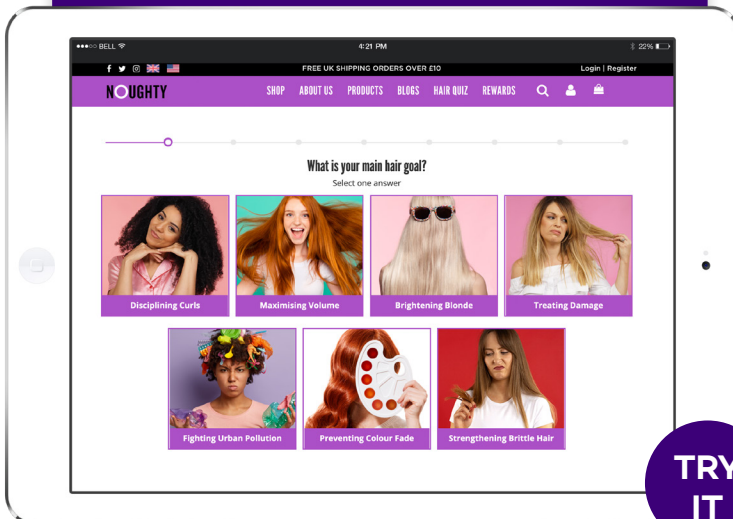 BELL 4:21 PM 22%
FREE UK SHIPPING ORDERS OVER £10 Login | Register
NOUGHTY SHOP ABOUT US PRODUCTS BLOGS HAIR QUIZ REWARDS
What is your main hair goal?
Select one answer
Disciplining Curls Maximising Volume Brightening Blonde Treating Damage
Fighting Urban Pollution Preventing Colour Fade Strengthening Brittle Hair
TRY
IT